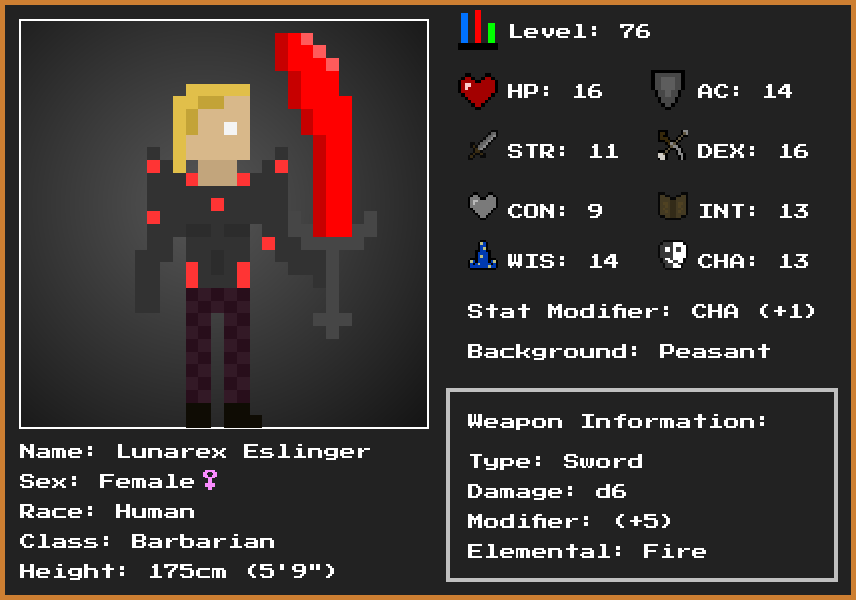 Level: 76
HP: 16 AC: 14
STR: 11 DEX: 16
CON: 9 INT: 13
WIS: 14 CHA: 13
Stat Modifier: CHA (+1)
Background: Peasant
Weapon Information:
Type: Sword
Damage: d6
Modifier: (+5)
Elemental: Fire
Name: Lunarex Eslinger
Sex: Female♀
Race: Human
Class: Barbarian
Height: 175cm (5'9")